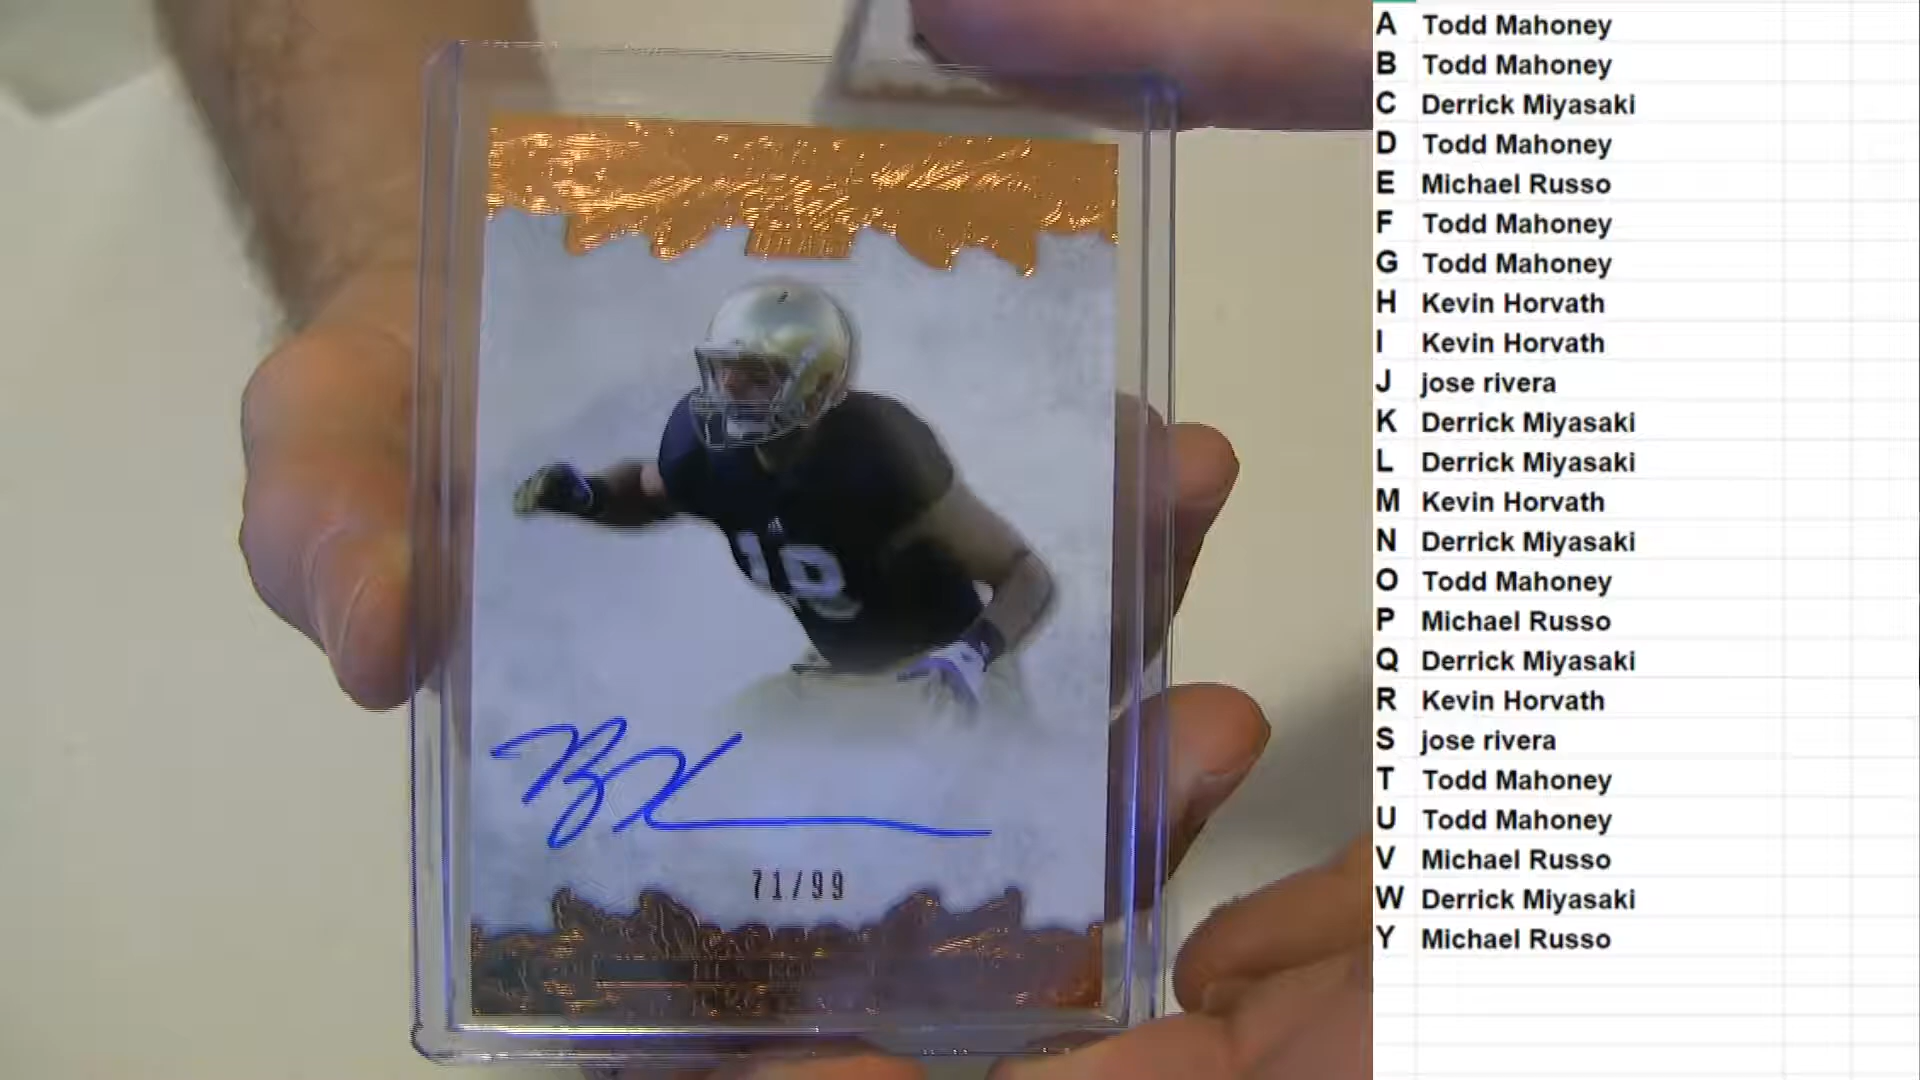 18
71/99
A Todd Mahoney
B Todd Mahoney
C Derrick Miyasaki
D Todd Mahoney
E Michael Russo
F Todd Mahoney
G Todd Mahoney
H Kevin Horvath
I Kevin Horvath
J jose rivera
K Derrick Miyasaki
L Derrick Miyasaki
M Kevin Horvath
N Derrick Miyasaki
O Todd Mahoney
P Michael Russo
Q Derrick Miyasaki
R Kevin Horvath
S jose rivera
T Todd Mahoney
U Todd Mahoney
V Michael Russo
W Derrick Miyasaki
Y Michael Russo